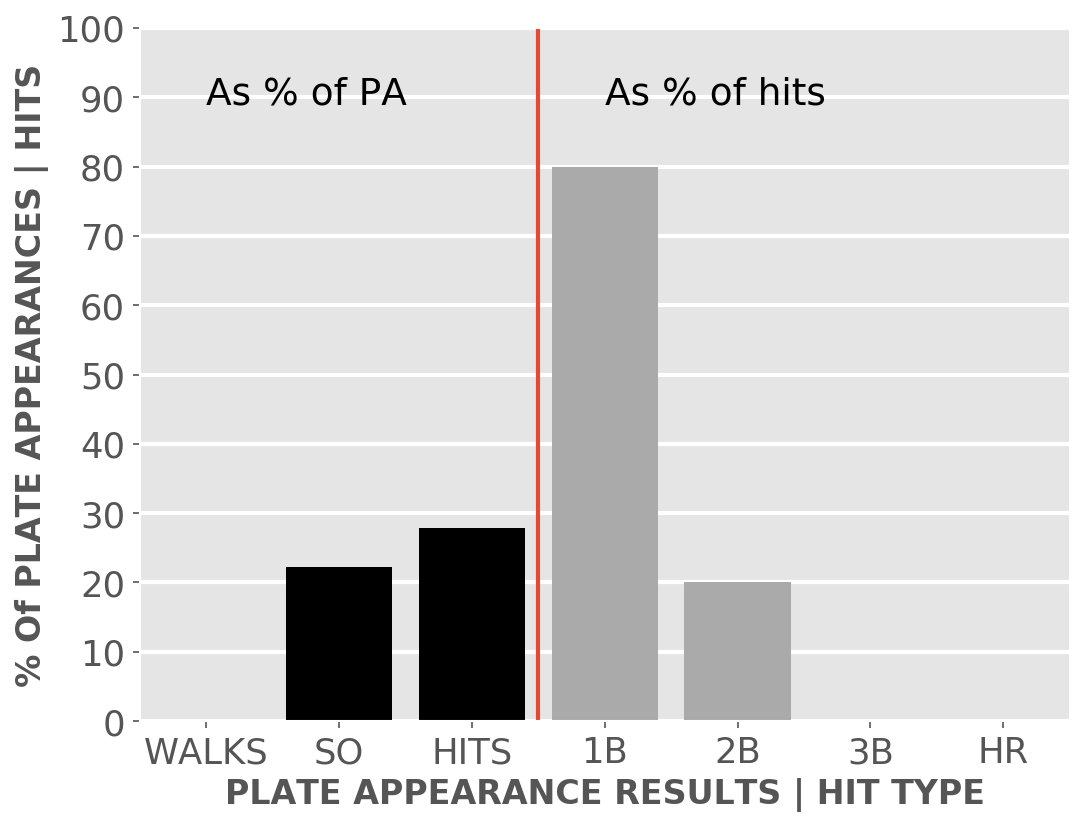 % Of PLATE APPEARANCES | HITS
100
90
80
70
60
50
40
30
20
10
0
As % of PA
As % of hits
WALKS SO HITS 1B 2B 3B HR
PLATE APPEARANCE RESULTS | HIT TYPE